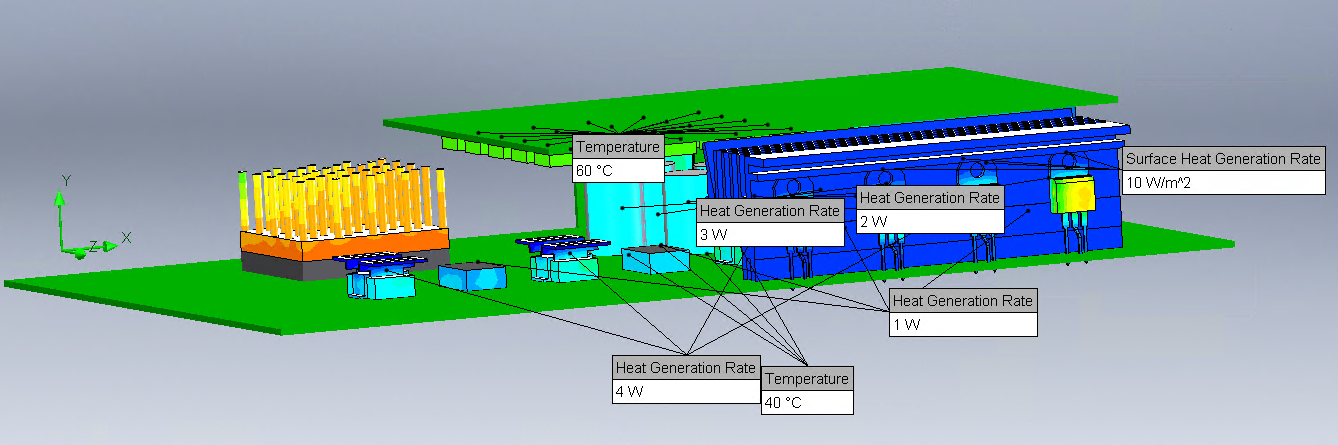 Temperature
60 °C
Surface Heat Generation Rate
10 W/m^2
Heat Generation Rate
3 W
Heat Generation Rate
2 W
Heat Generation Rate
1 W
Heat Generation Rate
4 W
Temperature
40 °C
Y
Z
X